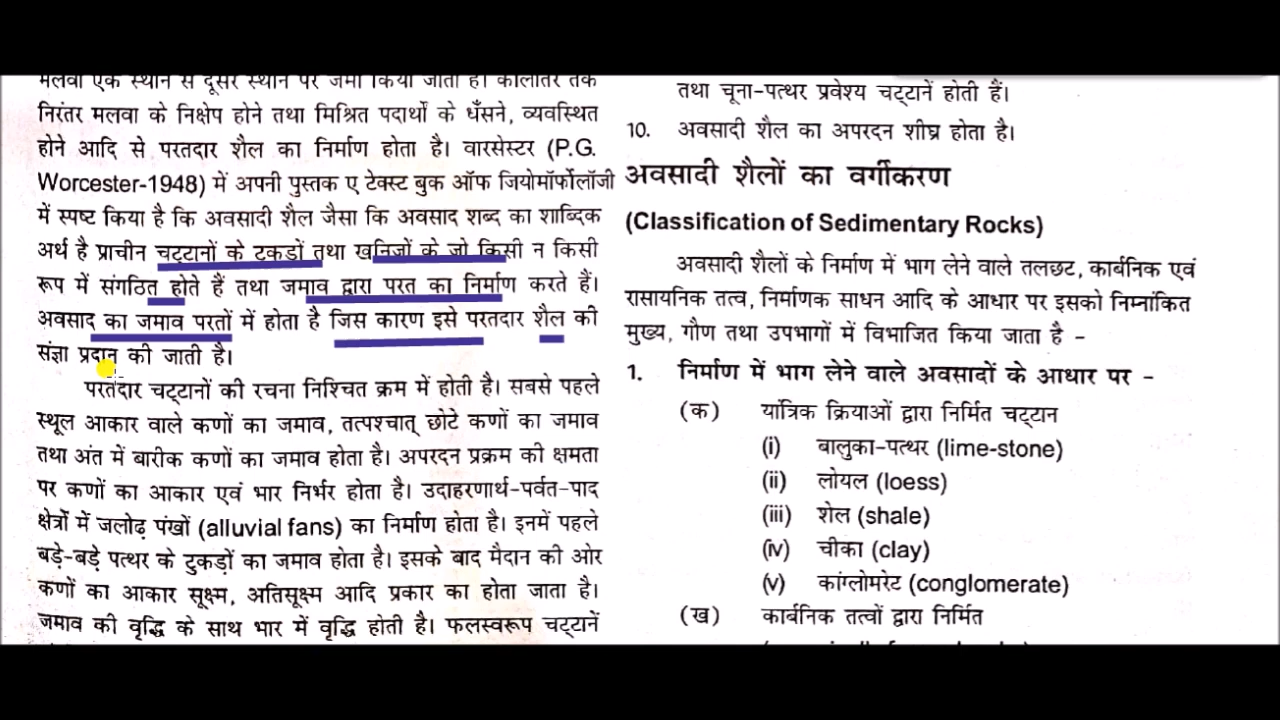 मलवा एक स्थान से दूसरे स्थान पर जमा किया जाता है। कालांतर तक
निरंतर मलवा के निक्षेप होने तथा मिश्रित पदार्थों के धँसने, व्यवस्थित
होने आदि से परतदार शैल का निर्माण होता है। वारसेस्टर (P.G.
Worcester-1948) में अपनी पुस्तक ए टेक्स्ट बुक ऑफ जियोमॉर्फोलॉजी
में स्पष्ट किया है कि अवसादी शैल जैसा कि अवसाद शब्द का शाब्दिक
अर्थ है प्राचीन चट्टानों के टकड़ों तथा खनिजों के जो किसी न किसी
रूप में संगठित होते हैं तथा जमाव द्वारा परत का निर्माण करते हैं।
अवसाद का जमाव परतों में होता है जिस कारण इसे परतदार शैल की
संज्ञा प्रदान की जाती है।
परतदार चट्टानों की रचना निश्चित क्रम में होती है। सबसे पहले
स्थूल आकार वाले कणों का जमाव, तत्पश्चात् छोटे कणों का जमाव
तथा अंत में बारीक कणों का जमाव होता है। अपरदन प्रक्रम की क्षमता
पर कणों का आकार एवं भार निर्भर होता है। उदाहरणार्थ-पर्वत-पाद
क्षेत्रों में जलोढ़ पंखों (alluvial fans) का निर्माण होता है। इनमें पहले
बड़े-बड़े पत्थर के टुकड़ों का जमाव होता है। इसके बाद मैदान की ओर
कणों का आकार सूक्ष्म, अतिसूक्ष्म आदि प्रकार का होता जाता है।
जमाव की वृद्धि के साथ भार में वृद्धि होती है। फलस्वरूप चट्टानें
तथा चूना-पत्थर प्रवेश्य चट्टानें होती हैं।
10. अवसादी शैल का अपरदन शीघ्र होता है।
अवसादी शैलों का वर्गीकरण
(Classification of Sedimentary Rocks)
अवसादी शैलों के निर्माण में भाग लेने वाले तलछट, कार्बनिक एवं
रासायनिक तत्व, निर्माणक साधन आदि के आधार पर इसको निम्नांकित
मुख्य, गौण तथा उपभागों में विभाजित किया जाता है -
1. निर्माण में भाग लेने वाले अवसादों के आधार पर -
(क) यांत्रिक क्रियाओं द्वारा निर्मित चट्टान
(i) बालुका-पत्थर (lime-stone)
(ii) लोयल (loess)
(iii) शेल (shale)
(iv) चीका (clay)
(v) कांग्लोमरेट (conglomerate)
(ख) कार्बनिक तत्वों द्वारा निर्मित